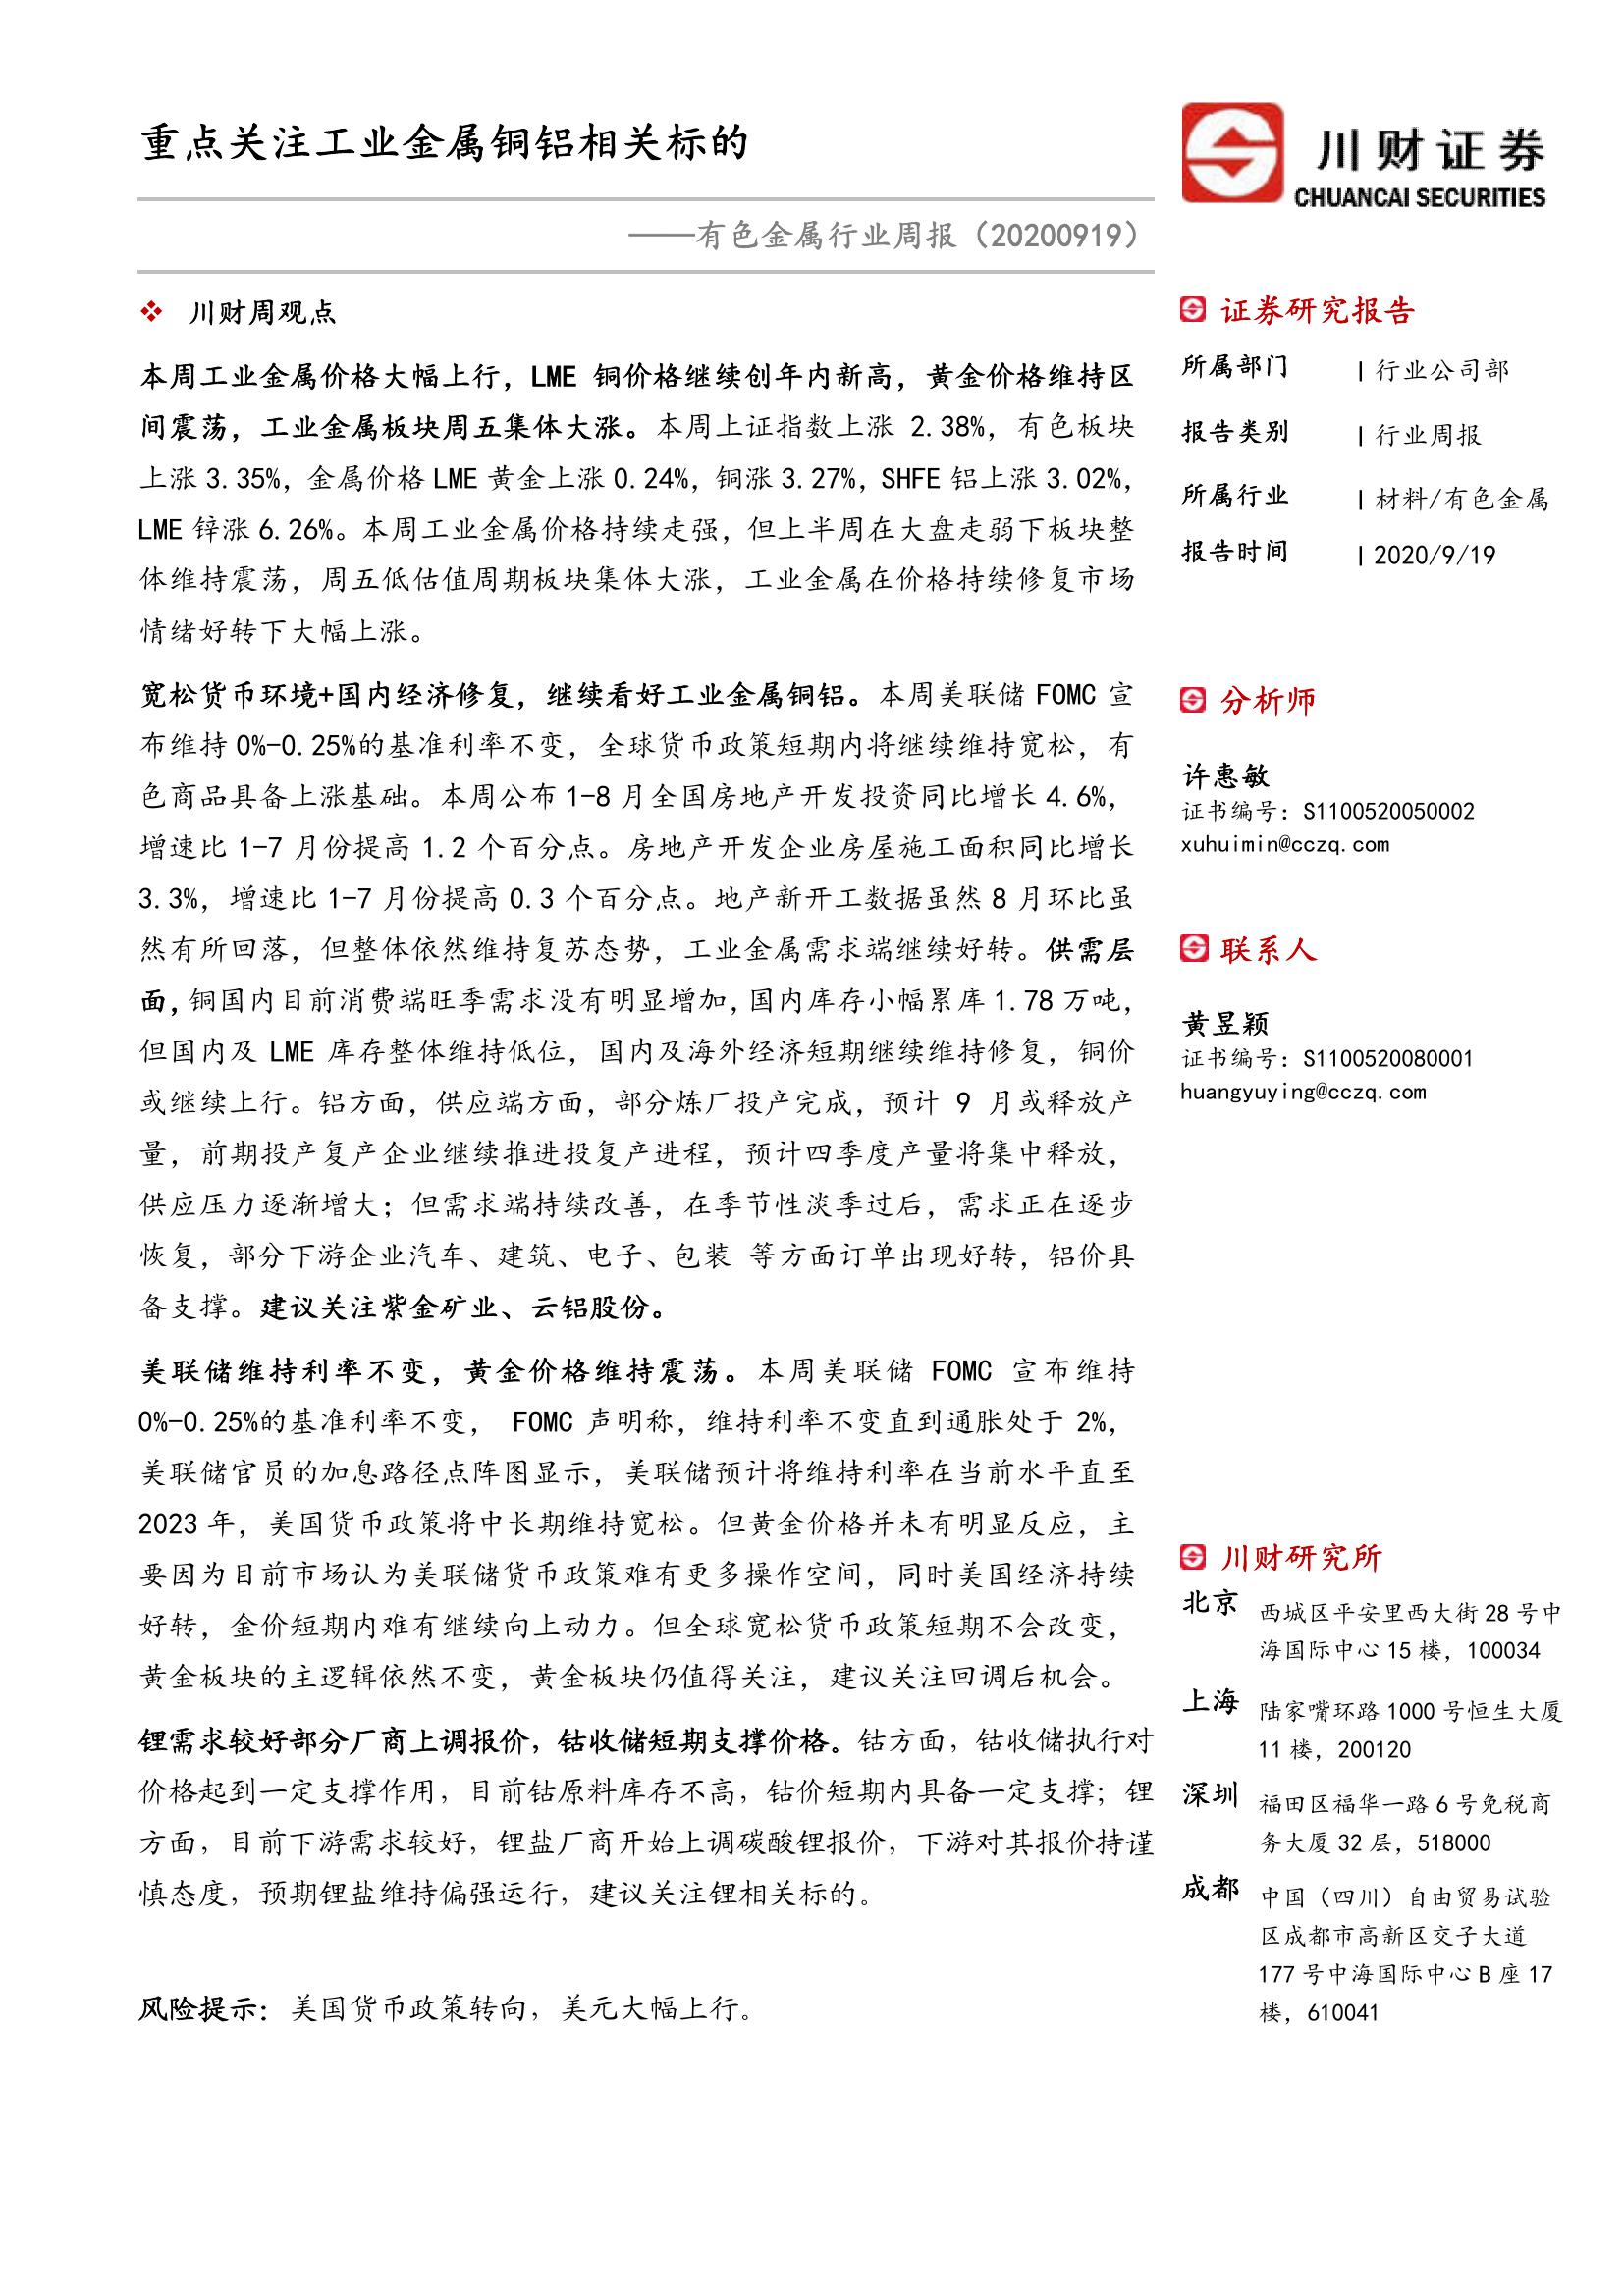 重点关注工业金属铜铝相关标的
——有色金属行业周报（20200919）
川财周观点
本周工业金属价格大幅上行，LME 铜价格继续创年内新高，黄金价格维持区
间震荡，工业金属板块周五集体大涨。本周上证指数上涨 2.38%，有色板块
上涨 3.35%，金属价格 LME 黄金上涨 0.24%，铜涨 3.27%，SHFE 铝上涨 3.02%，
LME 锌涨 6.26%。本周工业金属价格持续走强，但上半周在大盘走弱下板块整
体维持震荡，周五低估值周期板块集体大涨，工业金属在价格持续修复市场
情绪好转下大幅上涨。
宽松货币环境+国内经济修复，继续看好工业金属铜铝。本周美联储 FOMC 宣
布维持 0%-0.25%的基准利率不变，全球货币政策短期内将继续维持宽松，有
色商品具备上涨基础。本周公布 1-8 月全国房地产开发投资同比增长 4.6%，
增速比 1-7 月份提高 1.2 个百分点。房地产开发企业房屋施工面积同比增长
3.3%，增速比 1-7 月份提高 0.3 个百分点。地产新开工数据虽然 8 月环比虽
然有所回落，但整体依然维持复苏态势，工业金属需求端继续好转。供需层
面，铜国内目前消费端旺季需求没有明显增加，国内库存小幅累库 1.78 万吨，
但国内及 LME 库存整体维持低位，国内及海外经济短期继续维持修复，铜价
或继续上行。铝方面，供应端方面，部分炼厂投产完成，预计 9 月或释放产
量，前期投产复产企业继续推进投复产进程，预计四季度产量将集中释放，
供应压力逐渐增大；但需求端持续改善，在季节性淡季过后，需求正在逐步
恢复，部分下游企业汽车、建筑、电子、包装 等方面订单出现好转，铝价具
备支撑。建议关注紫金矿业、云铝股份。
美联储维持利率不变，黄金价格维持震荡。本周美联储 FOMC 宣布维持
0%-0.25%的基准利率不变， FOMC 声明称，维持利率不变直到通胀处于 2%，
美联储官员的加息路径点阵图显示，美联储预计将维持利率在当前水平直至
2023 年，美国货币政策将中长期维持宽松。但黄金价格并未有明显反应，主
要因为目前市场认为美联储货币政策难有更多操作空间，同时美国经济持续
好转，金价短期内难有继续向上动力。但全球宽松货币政策短期不会改变，
黄金板块的主逻辑依然不变，黄金板块仍值得关注，建议关注回调后机会。
锂需求较好部分厂商上调报价，钴收储短期支撑价格。钴方面，钴收储执行对
价格起到一定支撑作用，目前钴原料库存不高，钴价短期内具备一定支撑；锂
方面，目前下游需求较好，锂盐厂商开始上调碳酸锂报价，下游对其报价持谨
慎态度，预期锂盐维持偏强运行，建议关注锂相关标的。
风险提示：美国货币政策转向，美元大幅上行。
川财证券
CHUANCAI SECURITIES
证券研究报告
所属部门 | 行业公司部
报告类别 | 行业周报
所属行业 | 材料/有色金属
报告时间 | 2020/9/19
分析师
许惠敏
证书编号：S1100520050002
xuhuimin@cczq.com
联系人
黄昱颖
证书编号：S1100520080001
huangyuying@cczq.com
川财研究所
北京 西城区平安里西大街 28 号中
海国际中心 15 楼，100034
上海 陆家嘴环路 1000 号恒生大厦
11 楼，200120
深圳 福田区福华一路 6 号免税商
务大厦 32 层，518000
成都 中国（四川）自由贸易试验
区成都市高新区交子大道
177 号中海国际中心 B 座 17
楼，610041